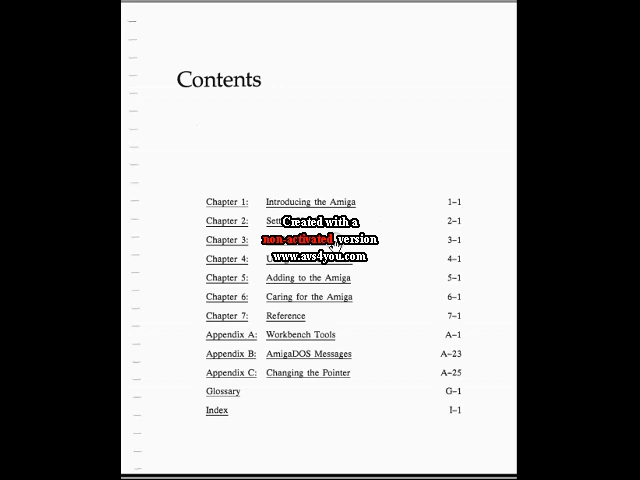 Contents
Chapter 1: Introducing the Amiga 1-1
Chapter 2: 2-1
Chapter 3: 3-1
Chapter 4: 4-1
Created with a
non-activated version
www.avs4you.com
Chapter 5: Adding to the Amiga 5-1
Chapter 6: Caring for the Amiga 6-1
Chapter 7: Reference 7-1
Appendix A: Workbench Tools A-1
Appendix B: AmigaDOS Messages A-23
Appendix C: Changing the Pointer A-25
Glossary G-1
Index I-1